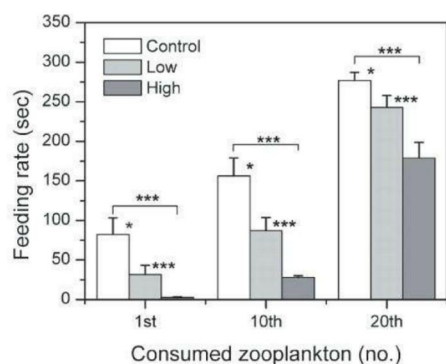 350
300
250
200
150
100
50
0
Feeding rate (sec)
Control
Low
High
***
*
***
***
*
***
***
*
***
1st
10th
20th
Consumed zooplankton (no.)